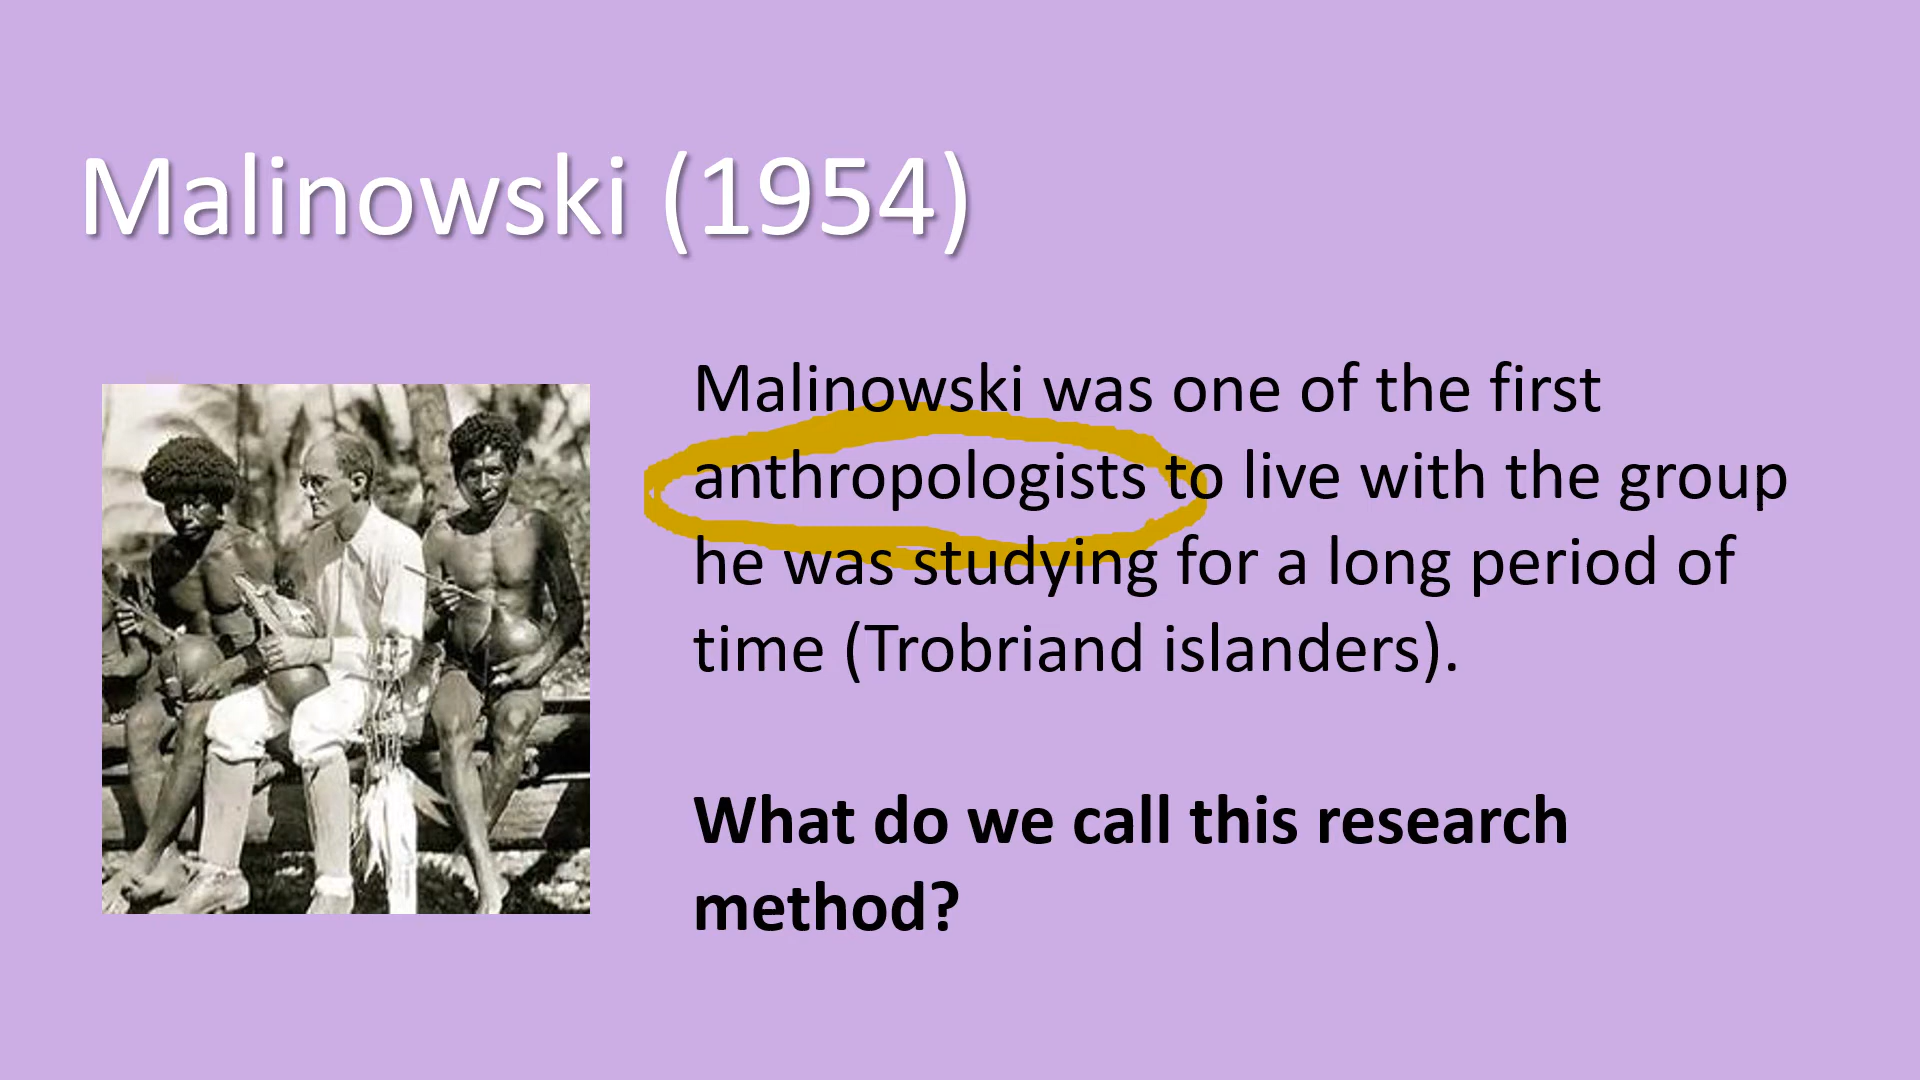 Malinowski (1954)
Malinowski was one of the first
anthropologists to live with the group
he was studying for a long period of
time (Trobriand islanders).
What do we call this research
method?